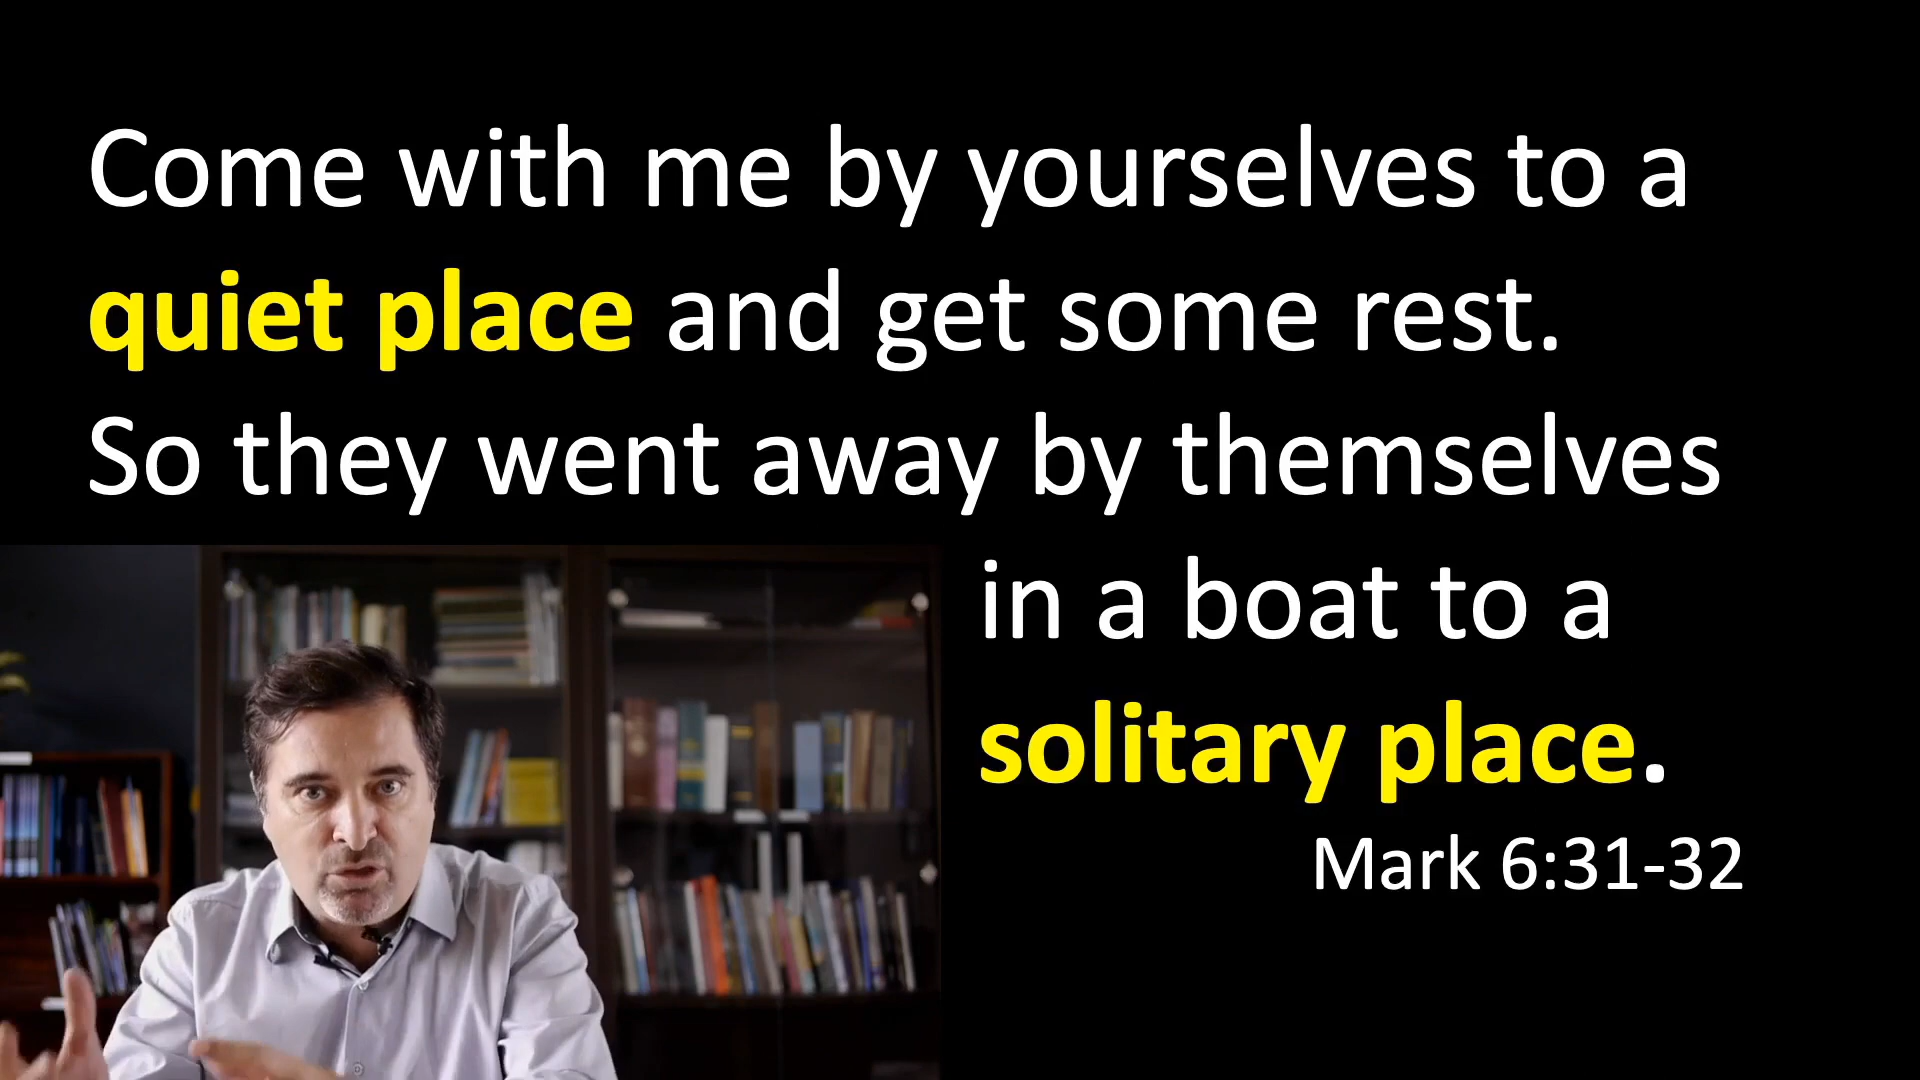 Come with me by yourselves to a
quiet place and get some rest.
So they went away by themselves
in a boat to a
solitary place.
Mark 6:31-32